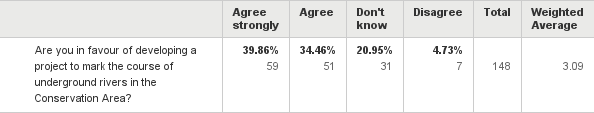 Agree strongly Agree Don't know Disagree Total Weighted Average
39.86% 34.46% 20.95% 4.73%
Are you in favour of developing a project to mark the course of underground rivers in the Conservation Area? 59 51 31 7 148 3.09